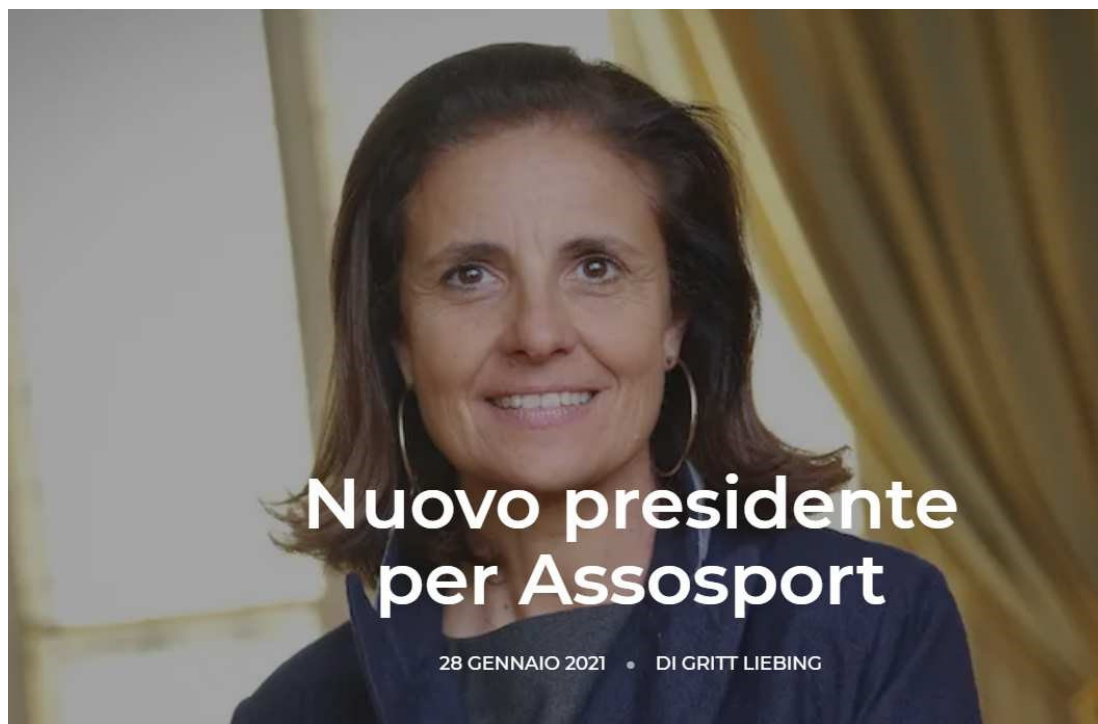 Nuovo presidente
per Assosport
28 GENNAIO 2021 • DI GRITT LIEBING